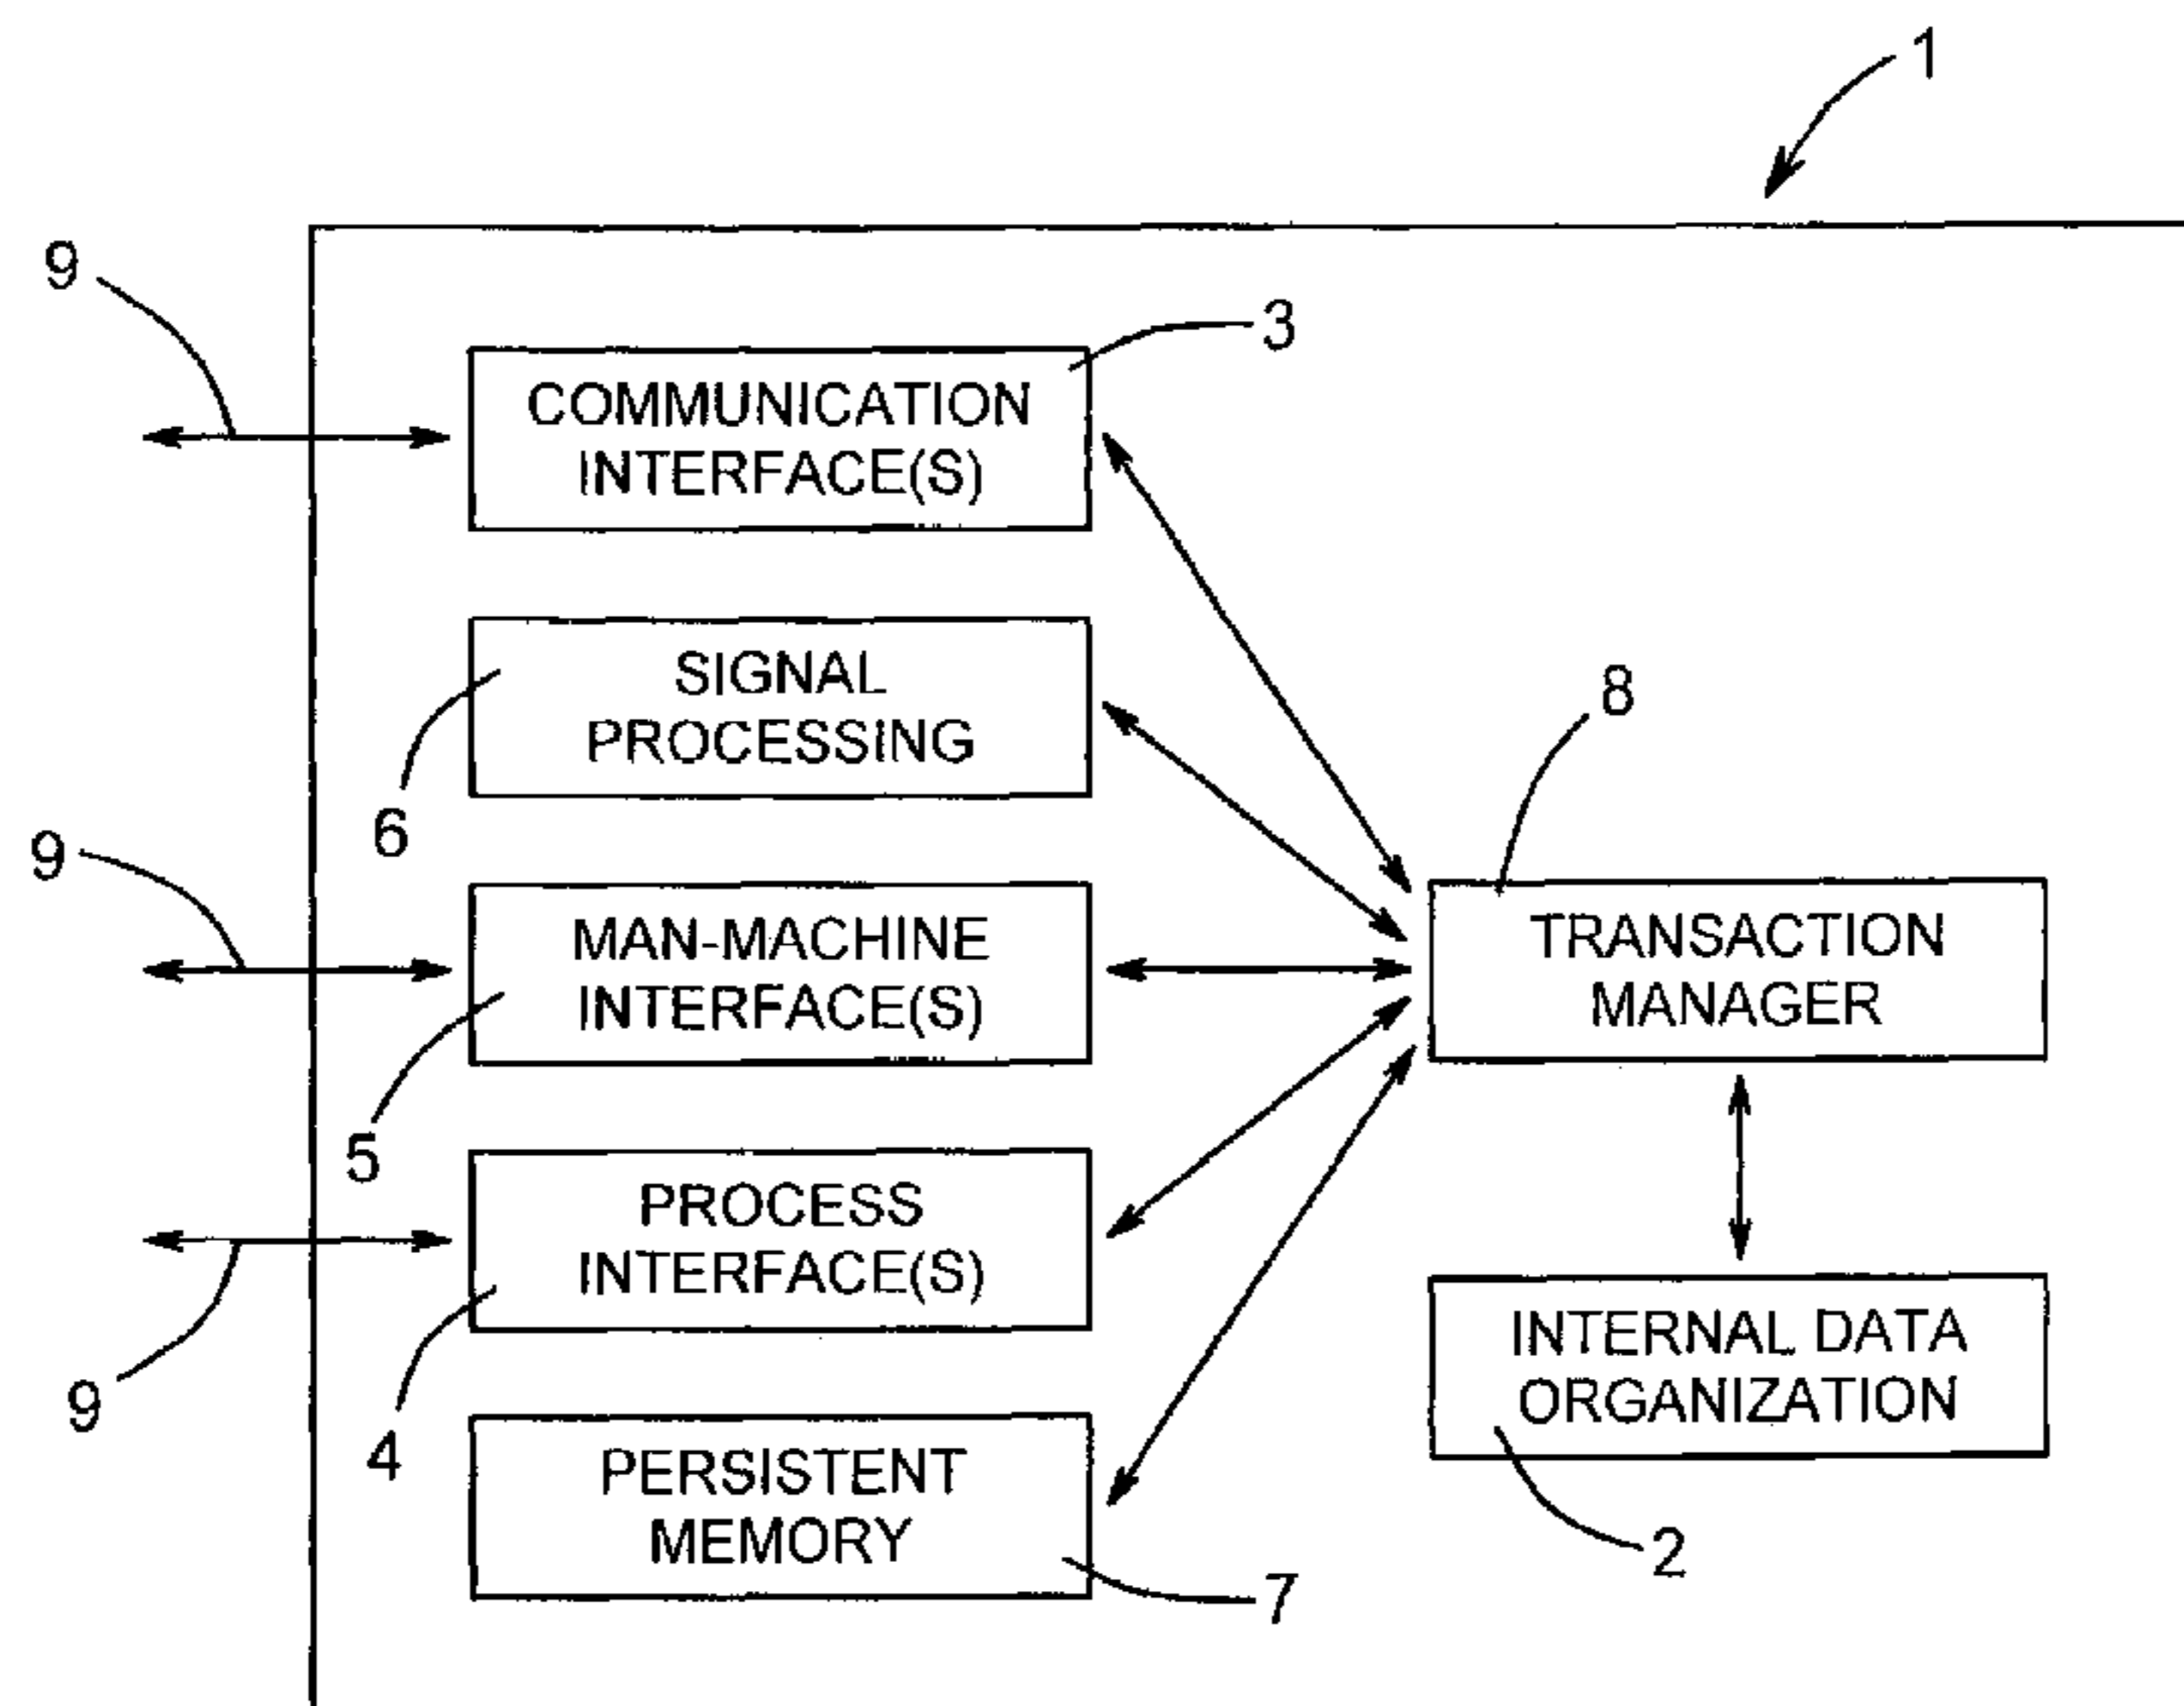 1
9
3
COMMUNICATION
INTERFACE(S)
SIGNAL
PROCESSING
8
6
9
MAN-MACHINE
INTERFACE(S)
TRANSACTION
MANAGER
5
PROCESS
INTERFACE(S)
INTERNAL DATA
ORGANIZATION
9
4
PERSISTENT
MEMORY
2
7